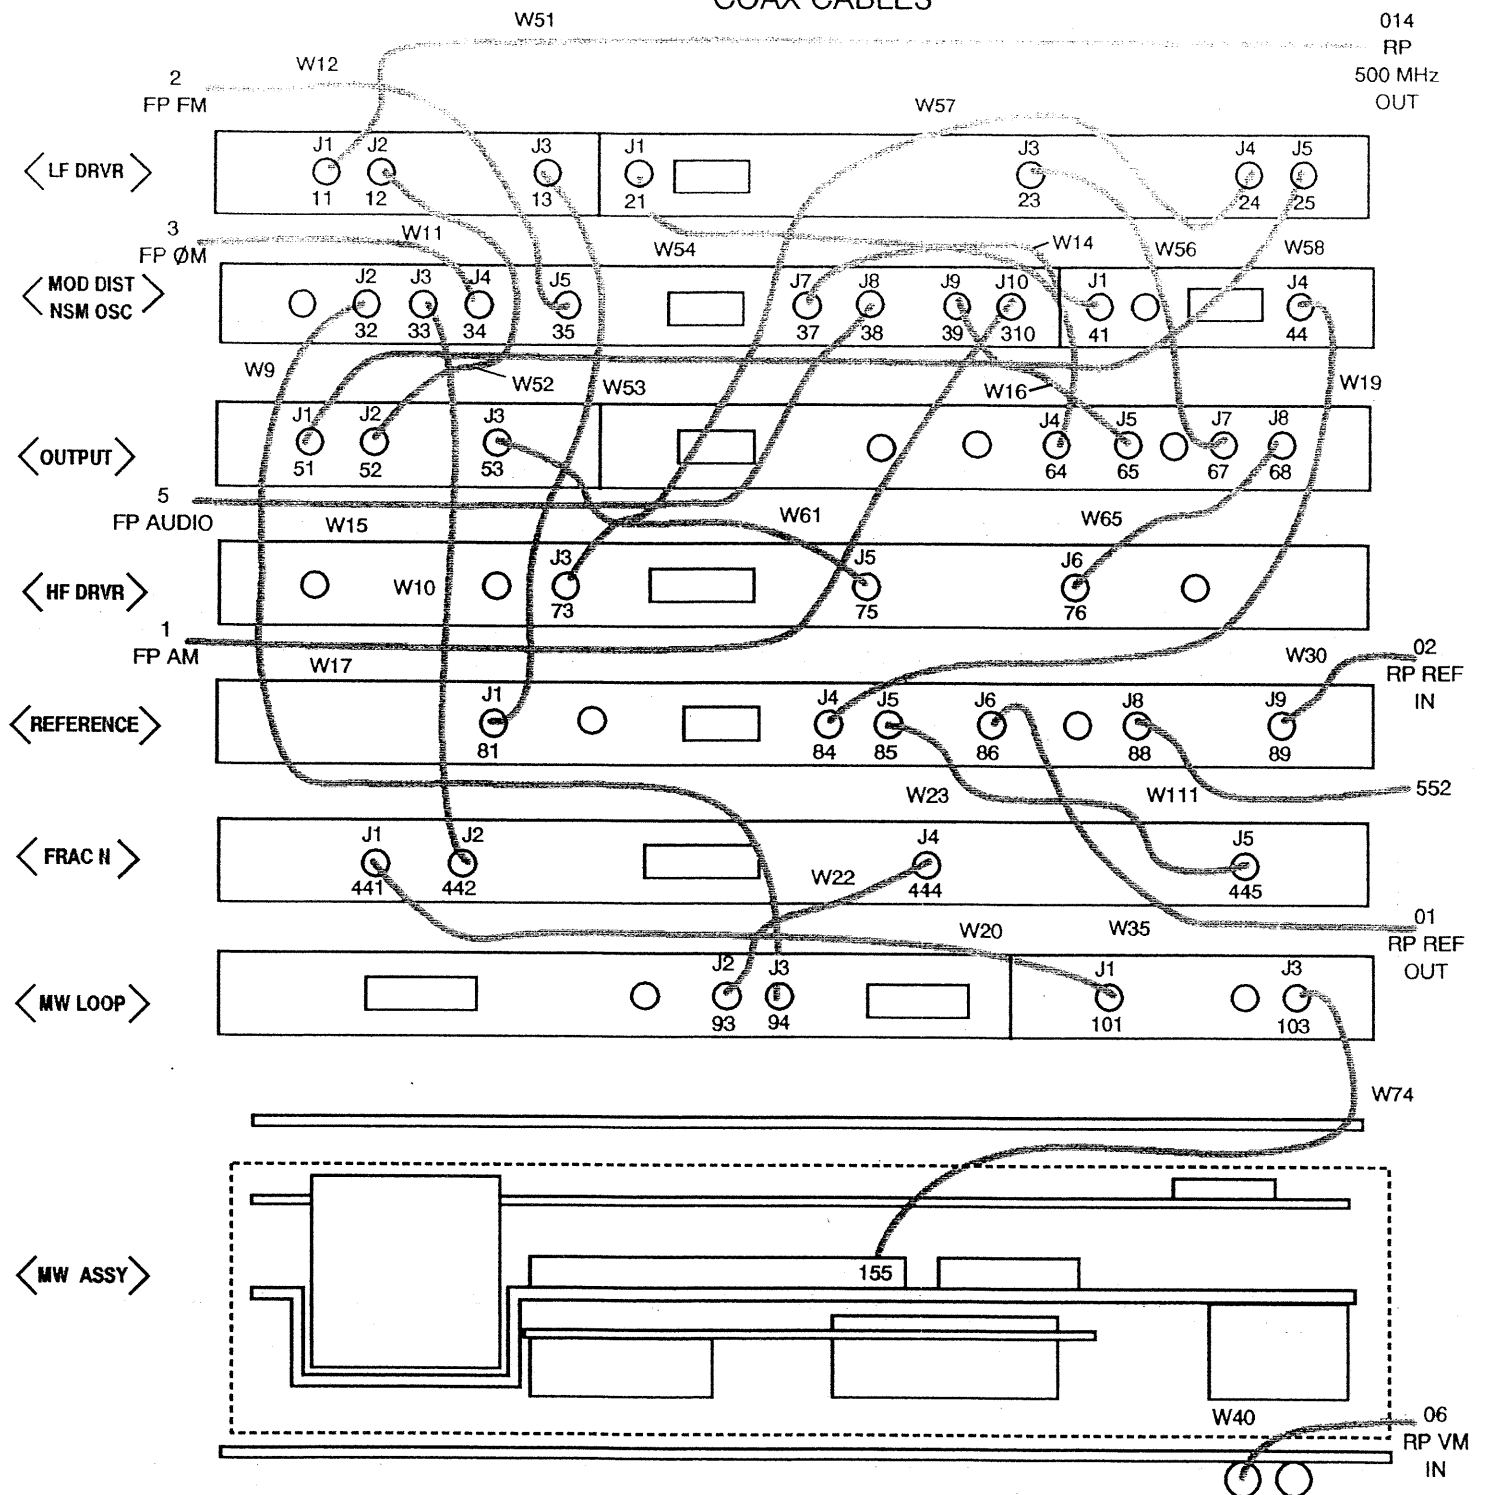 COAX CABLES
W51
014
RP
500 MHz
OUT
2
FP FM
W12
W57
LF DRVR
J1
11
J2
12
J3
13
J1
21
J3
23
J4
24
J5
25
3
FP ØM
W11
W54
W14
W56
W58
MOD DIST
NSM OSC
J2
32
J3
33
J4
34
J5
35
J7
37
J8
38
J9
39
J10
310
J1
41
J4
44
W9
W52
W53
W16
W19
OUTPUT
J1
51
J2
52
J3
53
J4
64
J5
65
J7
67
J8
68
5
FP AUDIO
W15
W61
W65
HF DRVR
W10
J3
73
J5
75
J6
76
1
FP AM
W17
W30
02
RP REF
IN
REFERENCE
J1
81
J4
84
J5
85
J6
86
J8
88
J9
89
W23
W111
552
FRAC N
J1
441
J2
442
J4
444
J5
445
W22
W20
W35
01
RP REF
OUT
MW LOOP
J2
93
J3
94
J1
101
J3
103
W74
MW ASSY
155
W40
06
RP VM
IN